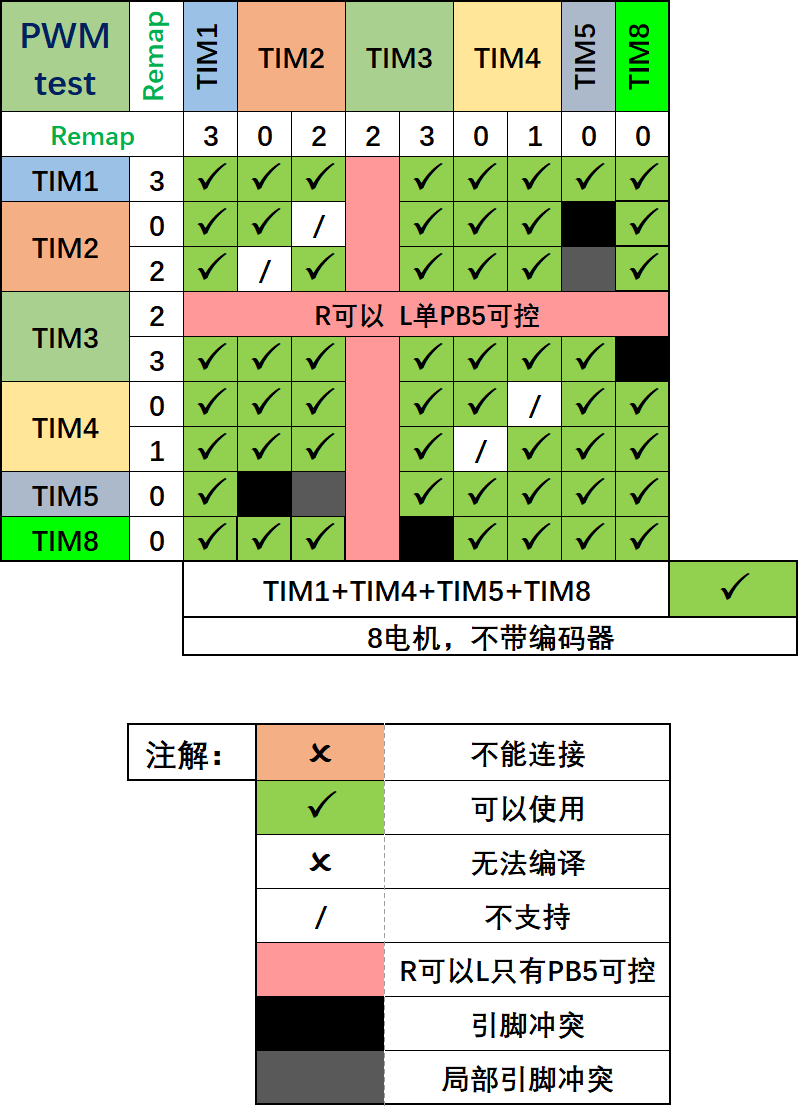 PWM test Remap TIM1 TIM2 TIM3 TIM4 TIM5 TIM8
Remap 3 0 2 2 3 0 1 0 0
TIM1 3 ✓ ✓ ✓ ✓ ✓ ✓ ✓ ✓
TIM2 0 ✓ ✓ / ✓ ✓ ✓ ✓
2 ✓ / ✓ ✓ ✓ ✓ ✓
TIM3 2 R可以 L单PB5可控
3 ✓ ✓ ✓ ✓ ✓ ✓ ✓
TIM4 0 ✓ ✓ ✓ ✓ ✓ / ✓ ✓
1 ✓ ✓ ✓ ✓ / ✓ ✓ ✓
TIM5 0 ✓ ✓ ✓ ✓ ✓ ✓
TIM8 0 ✓ ✓ ✓ ✓ ✓ ✓ ✓
TIM1+TIM4+TIM5+TIM8 ✓
8电机，不带编码器
注解： ✘ 不能连接
✓ 可以使用
✘ 无法编译
/ 不支持
R可以L只有PB5可控
引脚冲突
局部引脚冲突